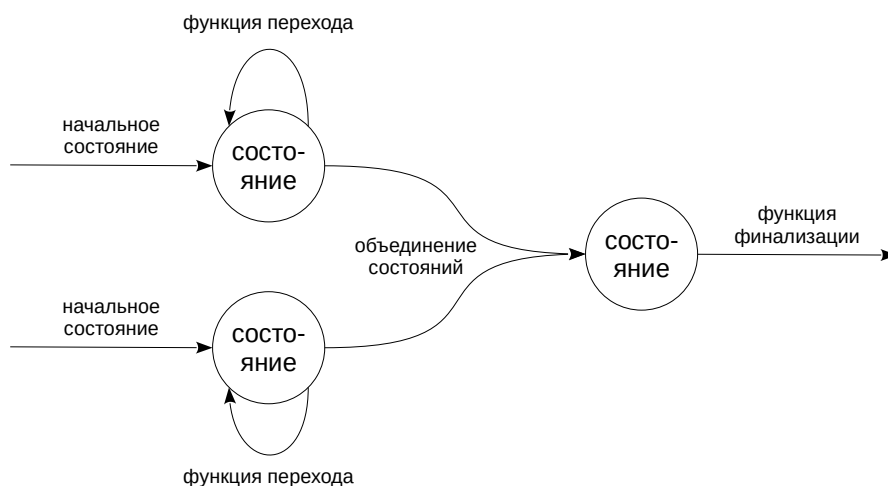 функция перехода
начальное
состояние
состо-
яние
объединение
состояний
состо-
яние
функция
финализации
начальное
состояние
состо-
яние
функция перехода